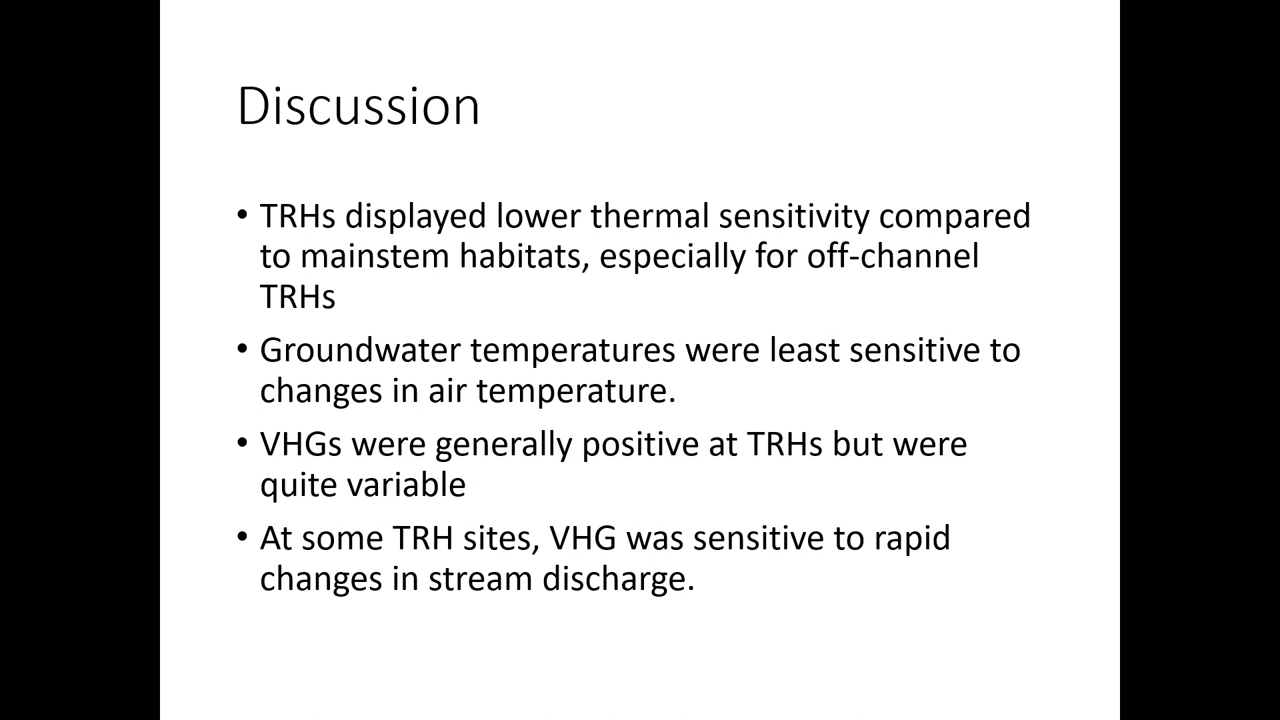 Discussion
• TRHs displayed lower thermal sensitivity compared
to mainstem habitats, especially for off-channel
TRHs
• Groundwater temperatures were least sensitive to
changes in air temperature.
• VHGs were generally positive at TRHs but were
quite variable
• At some TRH sites, VHG was sensitive to rapid
changes in stream discharge.